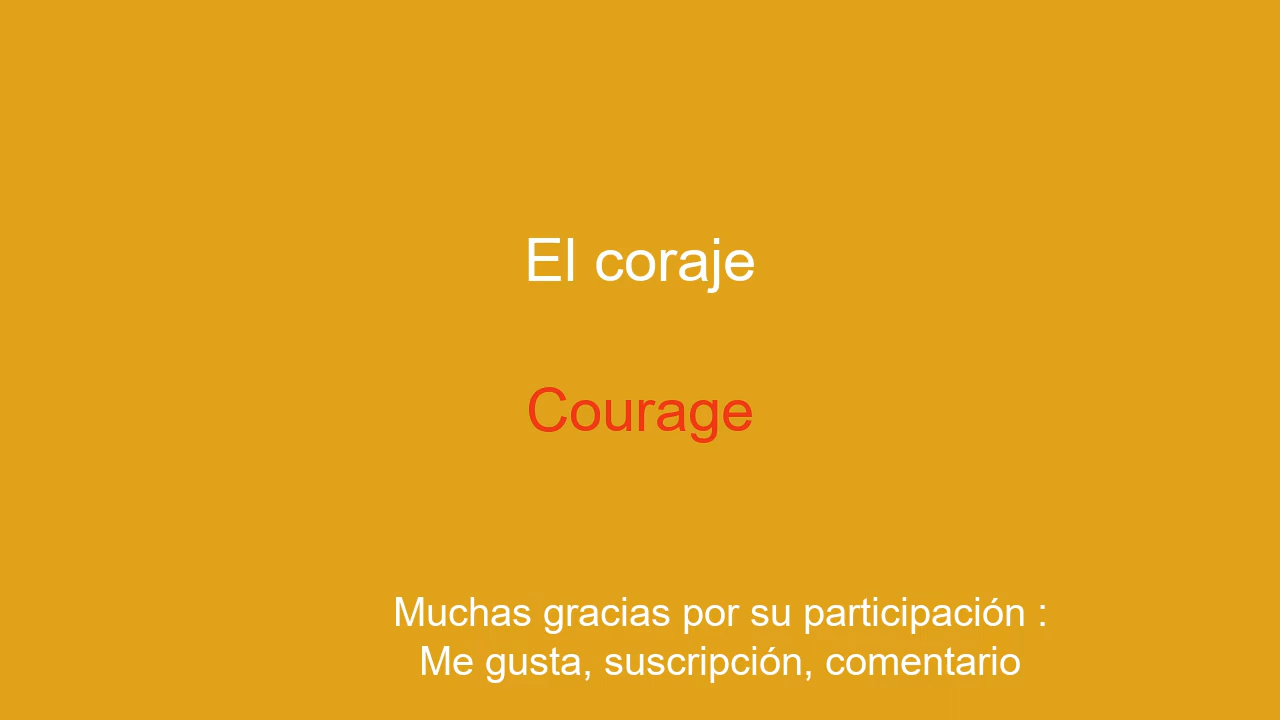 El coraje
Courage
Muchas gracias por su participación :
Me gusta, suscripción, comentario